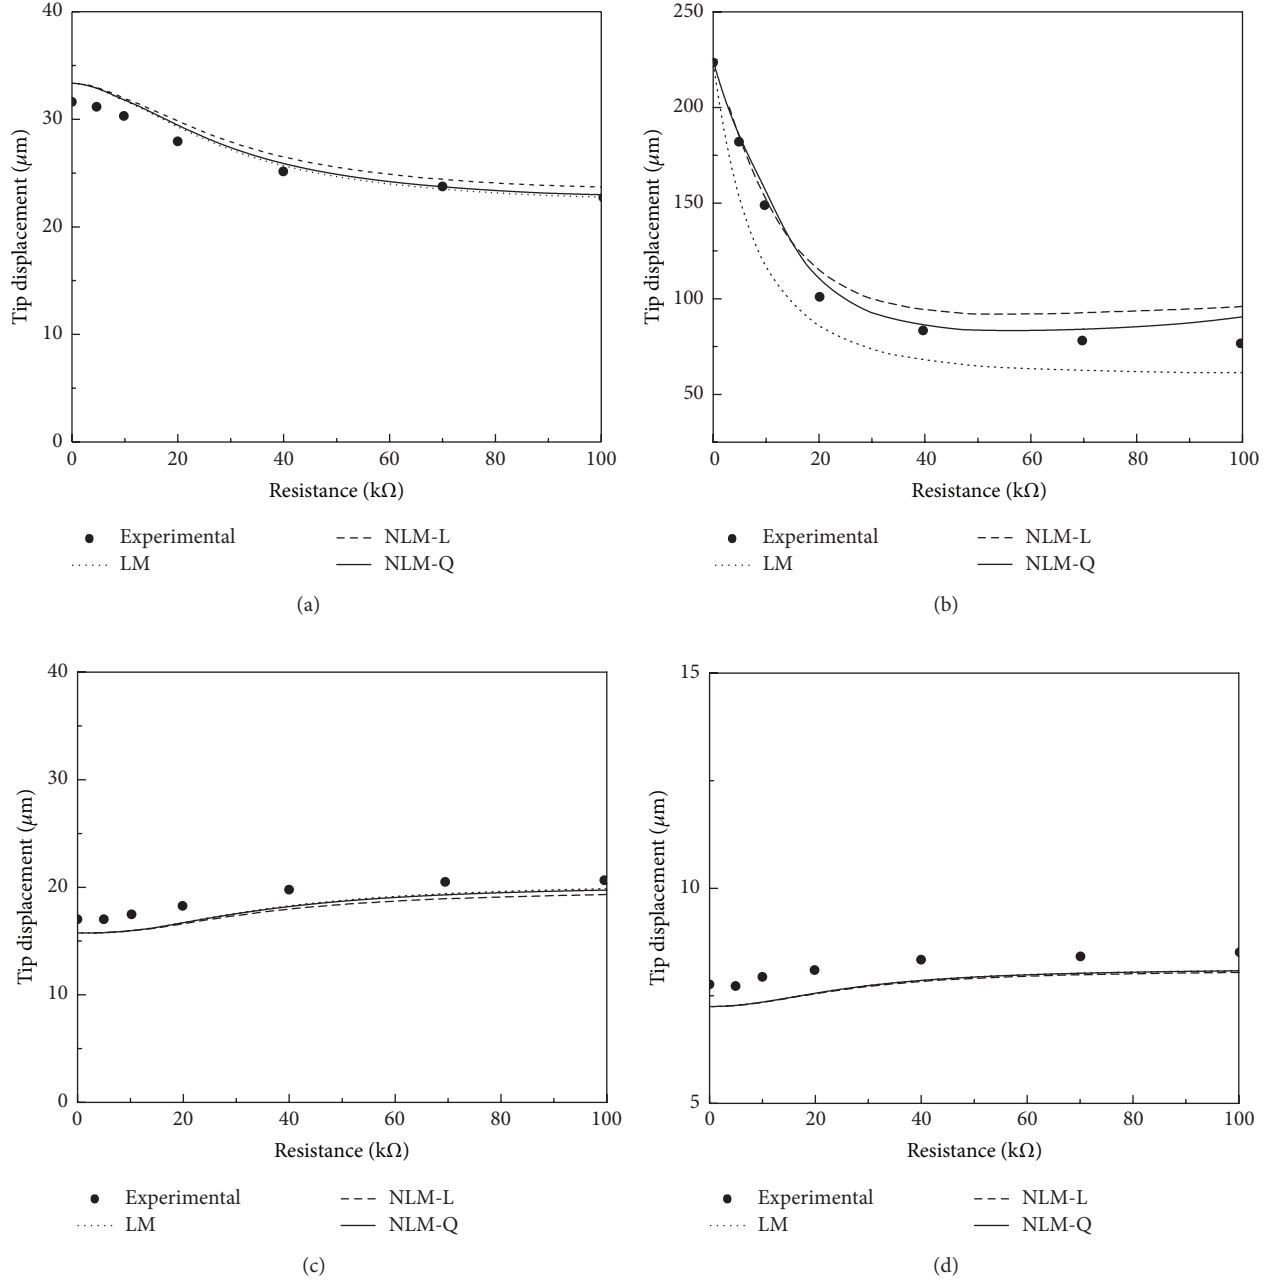 40
30
20
10
0
Tip displacement (μm)
0 20 40 60 80 100
Resistance (kΩ)
Experimental NLM-L
LM NLM-Q
(a)
250
200
150
100
50
Tip displacement (μm)
0 20 40 60 80 100
Resistance (kΩ)
Experimental NLM-L
LM NLM-Q
(b)
40
30
20
10
0
Tip displacement (μm)
0 20 40 60 80 100
Resistance (kΩ)
Experimental NLM-L
LM NLM-Q
(c)
15
10
5
Tip displacement (μm)
0 20 40 60 80 100
Resistance (kΩ)
Experimental NLM-L
LM NLM-Q
(d)